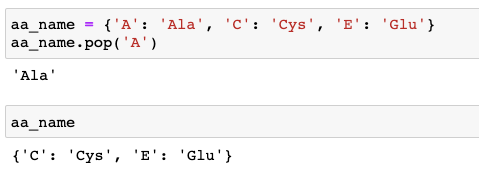 aa_name = {'A': 'Ala', 'C': 'Cys', 'E': 'Glu'}
aa_name.pop('A')
'Ala'
aa_name
{'C': 'Cys', 'E': 'Glu'}